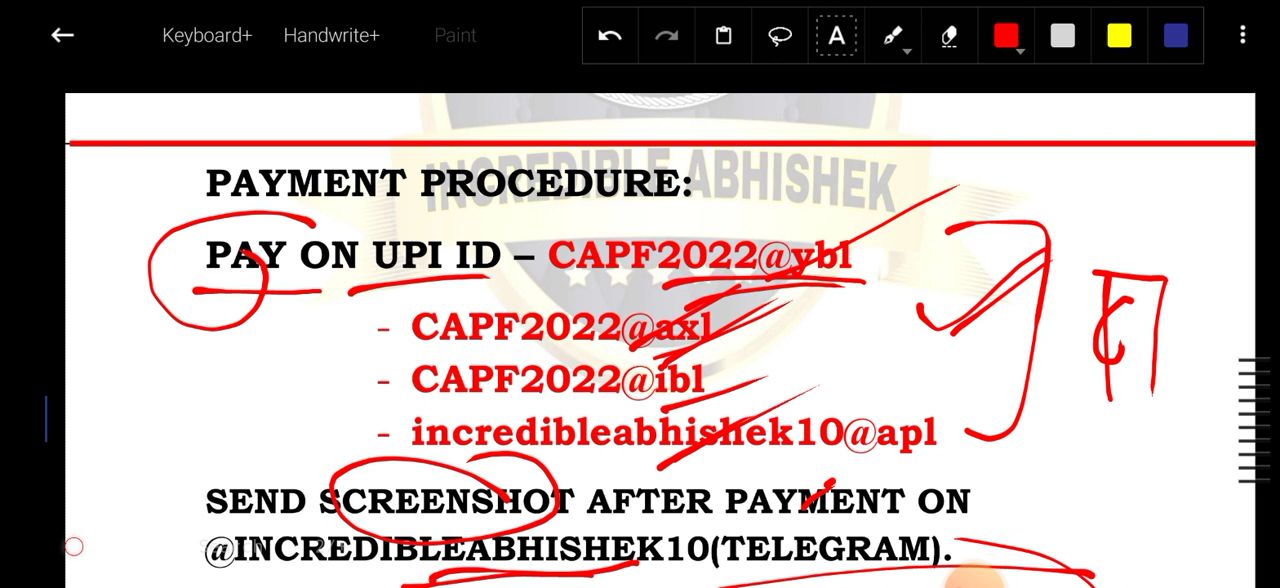 Keyboard+ Handwrite+ Paint A
INCREDIBLE ABHISHEK
PAYMENT PROCEDURE:
PAY ON UPI ID – CAPF2022@ybl
- CAPF2022@axl
- CAPF2022@ibl
- incredibleabhishek10@apl
SEND SCREENSHOT AFTER PAYMENT ON
@INCREDIBLEABHISHEK10(TELEGRAM).